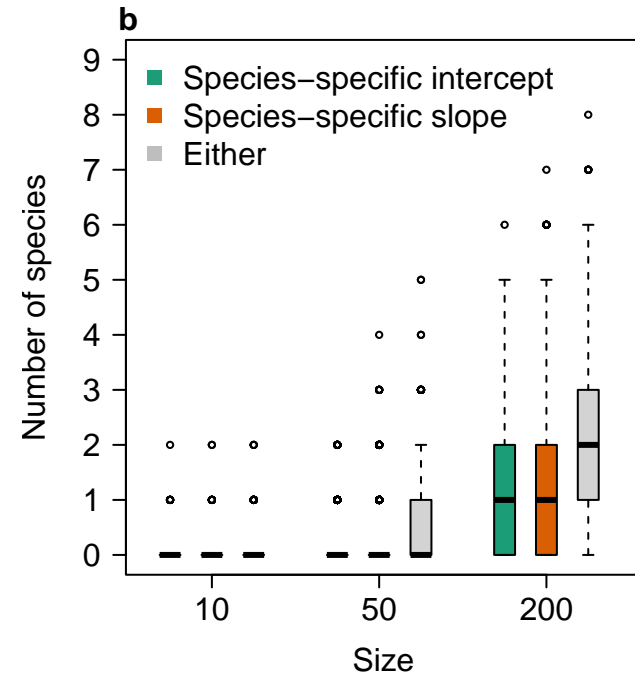 b
9
8
7
6
5
4
3
2
1
0
Number of species
Species−specific intercept
Species−specific slope
Either
10 50 200
Size